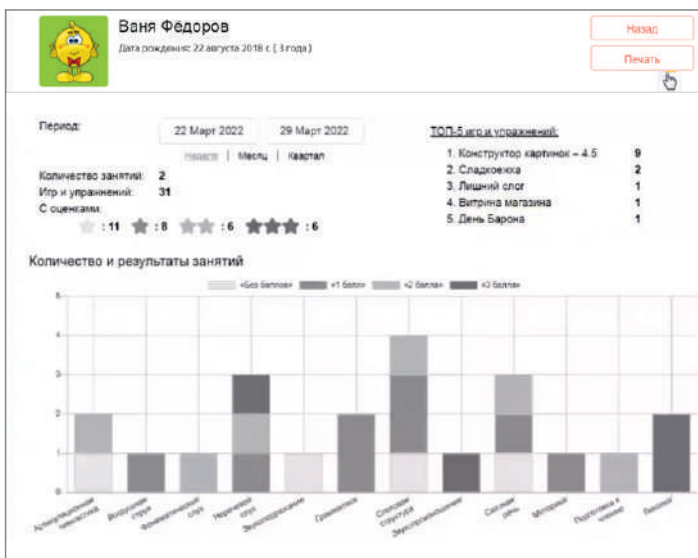 Ваня Фёдоров
Дата рождения: 22 августа 2018 г. ( 3 года )
Назад
Печать
Период:
22 Март 2022
29 Март 2022
Неделя | Месяц | Квартал
Количество занятий: 2
Игр и упражнений: 31
С оценками:
: 11 : 8 : 6 : 6
ТОП-5 игр и упражнений:
1. Конструктор картинок – 4.5 9
2. Сладкоежка 2
3. Лишний слог 1
4. Витрина магазина 1
5. День Барона 1
Количество и результаты занятий
«Без баллов» «1 балл» «2 балла» «3 балла»
5
4
3
2
1
0
Артикуляционная гимнастика
Воздушная струя
Фонематический слух
Неречевой слух
Звукоподражание
Грамматика
Слоговая структура
Звукопроизношение
Связная речь
Моторика
Подготовка к чтению
Лексика